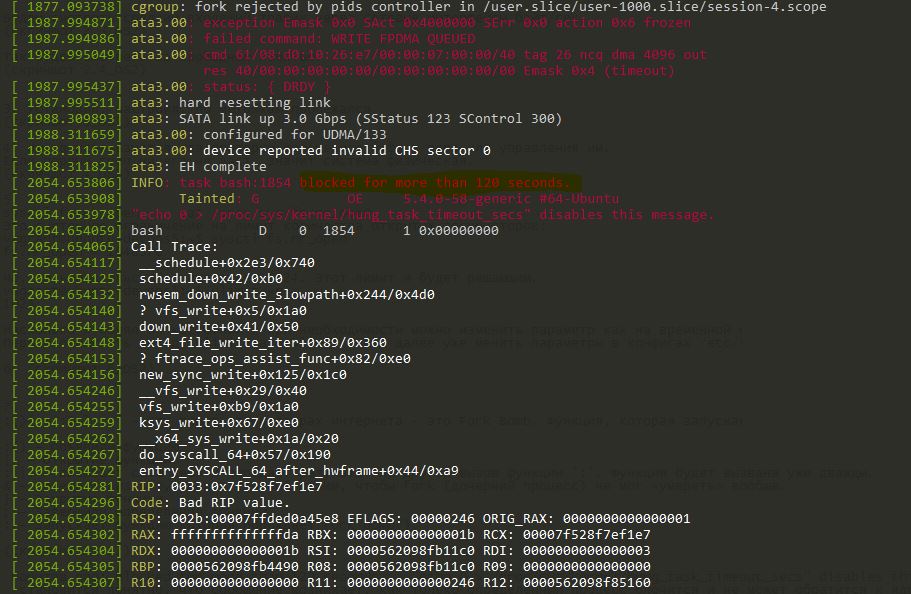 [ 1877.093738] cgroup: fork rejected by pids controller in /user.slice/user-1000.slice/session-4.scope
[ 1987.994871] ata3.00: exception Emask 0x0 SAct 0x4000000 SErr 0x0 action 0x6 frozen
[ 1987.994986] ata3.00: failed command: WRITE FPDMA QUEUED
[ 1987.995049] ata3.00: cmd 61/08:d0:10:26:e7/00:00:07:00:00/40 tag 26 ncq dma 4096 out
res 40/00:00:00:00:00/00:00:00:00:00/00 Emask 0x4 (timeout)
[ 1987.995437] ata3.00: status: { DRDY }
[ 1987.995511] ata3: hard resetting link
[ 1988.309893] ata3: SATA link up 3.0 Gbps (SStatus 123 SControl 300)
[ 1988.311659] ata3.00: configured for UDMA/133
[ 1988.311675] ata3.00: device reported invalid CHS sector 0
[ 1988.311825] ata3: EH complete
[ 2054.653806] INFO: task bash:1854 blocked for more than 120 seconds.
[ 2054.653908] Tainted: G OE 5.4.0-58-generic #64-Ubuntu
[ 2054.653978] "echo 0 > /proc/sys/kernel/hung_task_timeout_secs" disables this message.
[ 2054.654059] bash D 0 1854 1 0x00000000
[ 2054.654065] Call Trace:
[ 2054.654117] __schedule+0x2e3/0x740
[ 2054.654125] schedule+0x42/0xb0
[ 2054.654132] rwsem_down_write_slowpath+0x244/0x4d0
[ 2054.654140] ? vfs_write+0x5/0x1a0
[ 2054.654143] down_write+0x41/0x50
[ 2054.654148] ext4_file_write_iter+0x89/0x360
[ 2054.654153] ? ftrace_ops_assist_func+0x82/0xe0
[ 2054.654156] new_sync_write+0x125/0x1c0
[ 2054.654246] __vfs_write+0x29/0x40
[ 2054.654255] vfs_write+0xb9/0x1a0
[ 2054.654259] ksys_write+0x67/0xe0
[ 2054.654262] __x64_sys_write+0x1a/0x20
[ 2054.654267] do_syscall_64+0x57/0x190
[ 2054.654272] entry_SYSCALL_64_after_hwframe+0x44/0xa9
[ 2054.654281] RIP: 0033:0x7f528f7ef1e7
[ 2054.654296] Code: Bad RIP value.
[ 2054.654298] RSP: 002b:00007ffded0a45e8 EFLAGS: 00000246 ORIG_RAX: 0000000000000001
[ 2054.654302] RAX: ffffffffffffffda RBX: 000000000000001b RCX: 00007f528f7ef1e7
[ 2054.654304] RDX: 000000000000001b RSI: 0000562098fb11c0 RDI: 0000000000000003
[ 2054.654305] RBP: 0000562098fb4490 R08: 0000562098fb11c0 R09: 0000000000000000
[ 2054.654307] R10: 0000000000000000 R11: 0000000000000246 R12: 0000562098f85160